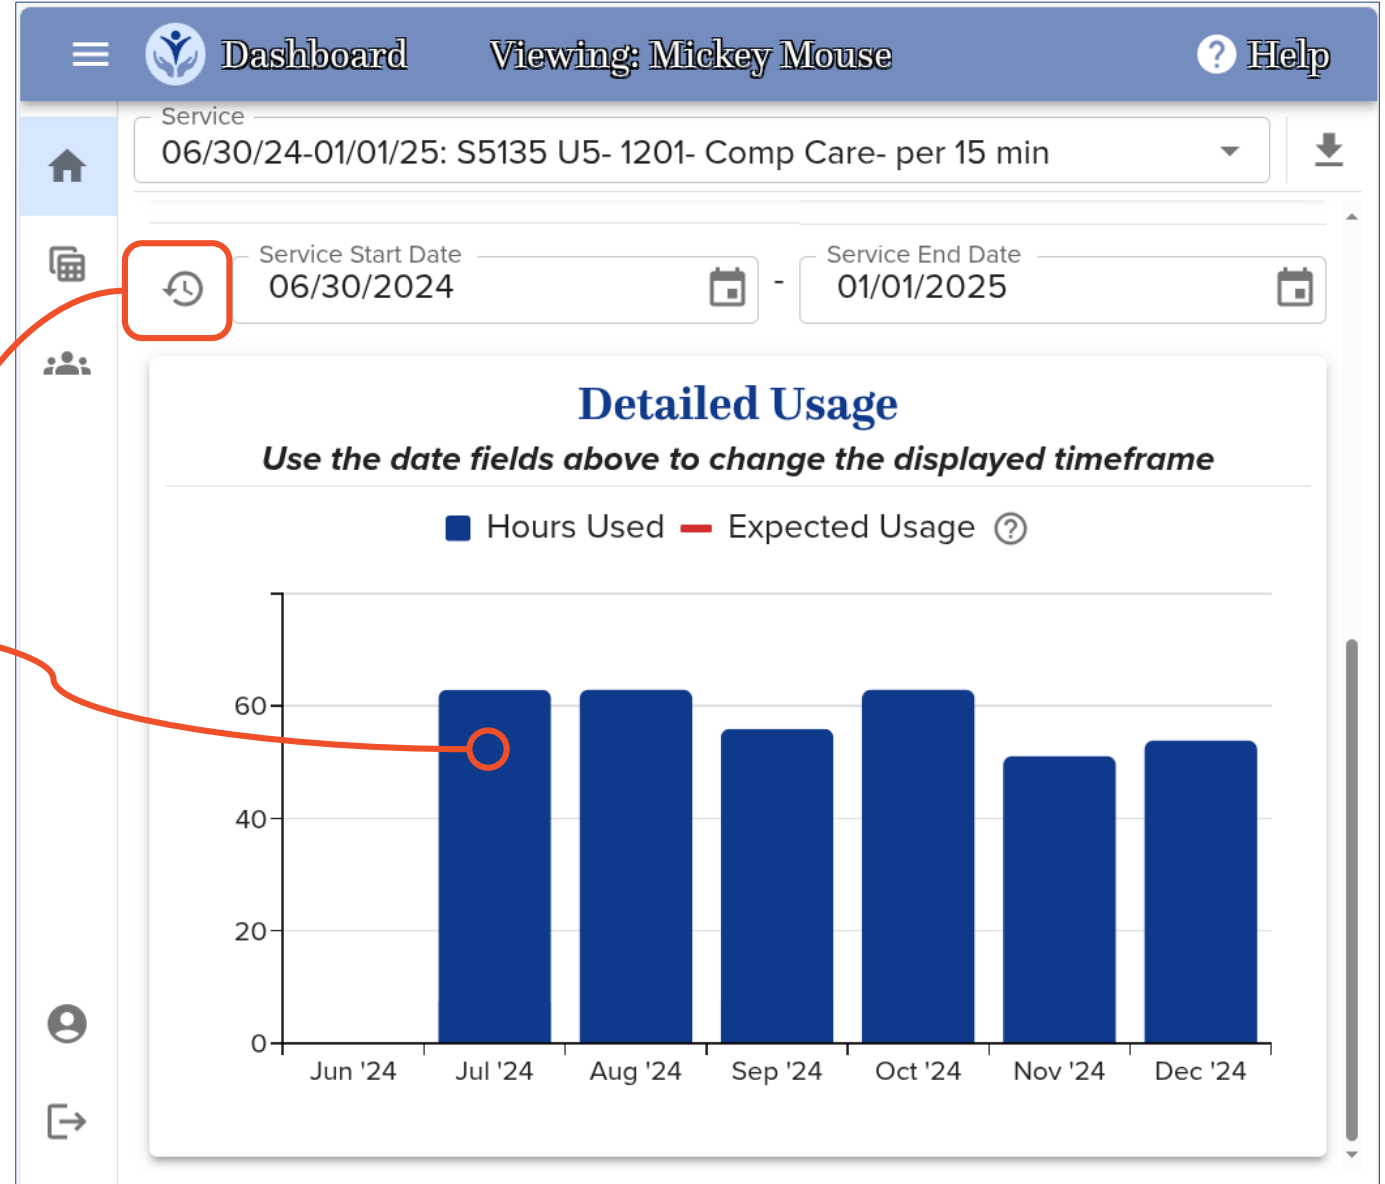 Dashboard Viewing: Mickey Mouse ? Help
Service
06/30/24-01/01/25: S5135 U5- 1201- Comp Care- per 15 min
Service Start Date Service End Date
06/30/2024 - 01/01/2025
Detailed Usage
Use the date fields above to change the displayed timeframe
Hours Used Expected Usage ?
60
40
20
0
Jun '24 Jul '24 Aug '24 Sep '24 Oct '24 Nov '24 Dec '24